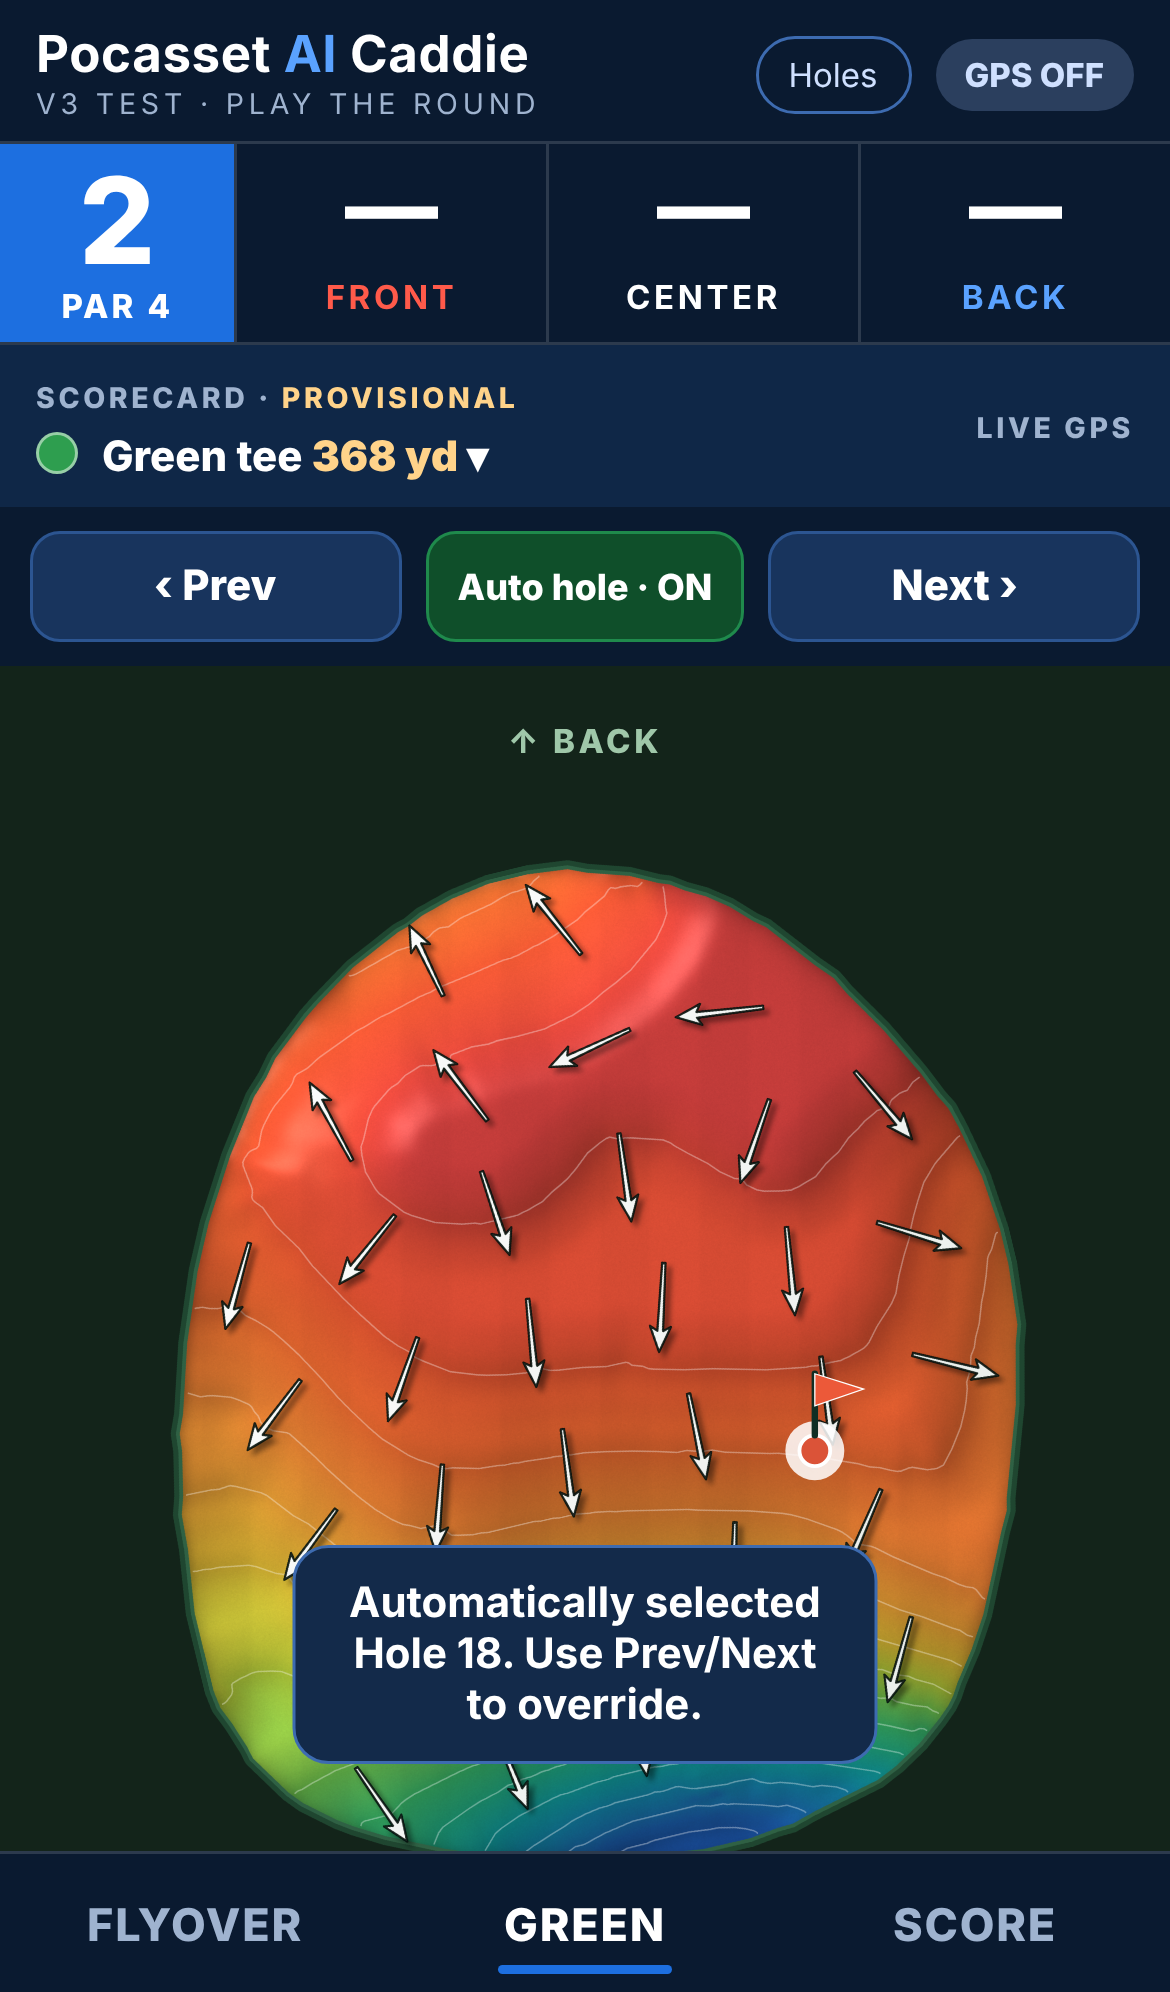 Pocasset AI Caddie
V3 TEST · PLAY THE ROUND
Holes
GPS OFF
2
PAR 4
—
FRONT
—
CENTER
—
BACK
SCORECARD · PROVISIONAL
Green tee 368 yd ▼
LIVE GPS
‹ Prev
Auto hole · ON
Next ›
↑ BACK
Automatically selected
Hole 18. Use Prev/Next
to override.
FLYOVER
GREEN
SCORE